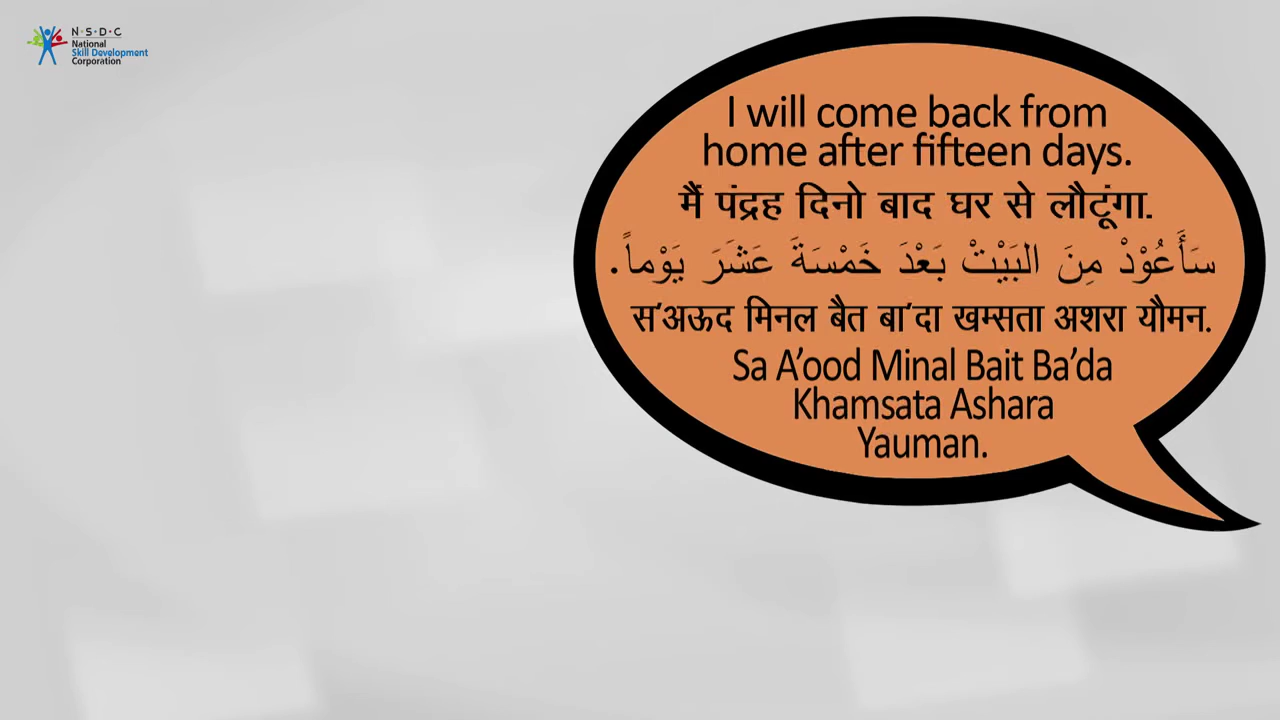 N·S·D·C
National
Skill Development
Corporation
I will come back from
home after fifteen days.
मैं पंद्रह दिनो बाद घर से लौटूंगा.
سَأَعُوْدْ مِنَ البَيْتْ بَعْدَ خَمْسَةَ عَشَرَ يَوْماً.
स'अऊद मिनल बैत बा'दा खम्सता अशरा यौमन.
Sa A’ood Minal Bait Ba’da
Khamsata Ashara
Yauman.